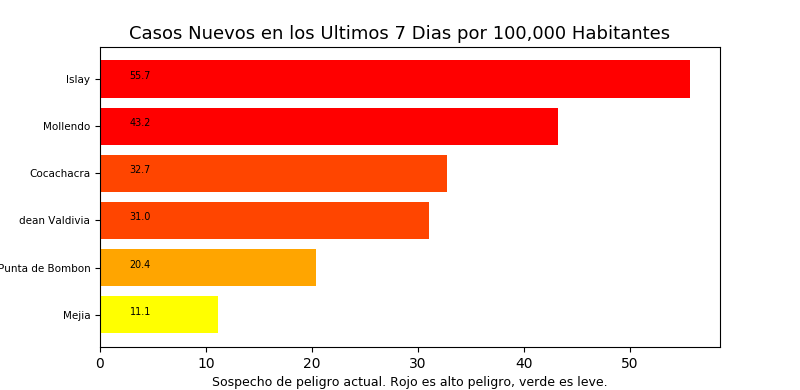 Casos Nuevos en los Ultimos 7 Dias por 100,000 Habitantes
Islay 55.7
Mollendo 43.2
Cocachacra 32.7
dean Valdivia 31.0
Punta de Bombon 20.4
Mejia 11.1
0 10 20 30 40 50
Sospecho de peligro actual. Rojo es alto peligro, verde es leve.